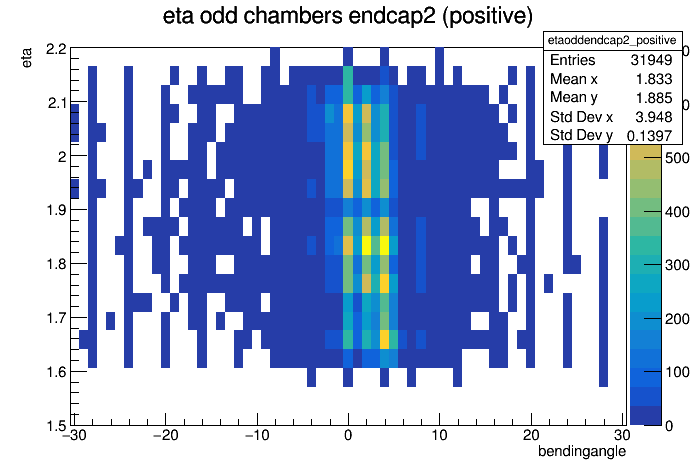 eta odd chambers endcap2 (positive)
etaoddendcap2_positive
Entries 31949
Mean x 1.833
Mean y 1.885
Std Dev x 3.948
Std Dev y 0.1397
eta
2.2
2.1
2
1.9
1.8
1.7
1.6
1.5
−30 −20 −10 0 10 20 30
bendingangle
0
0
500
400
300
200
100
0